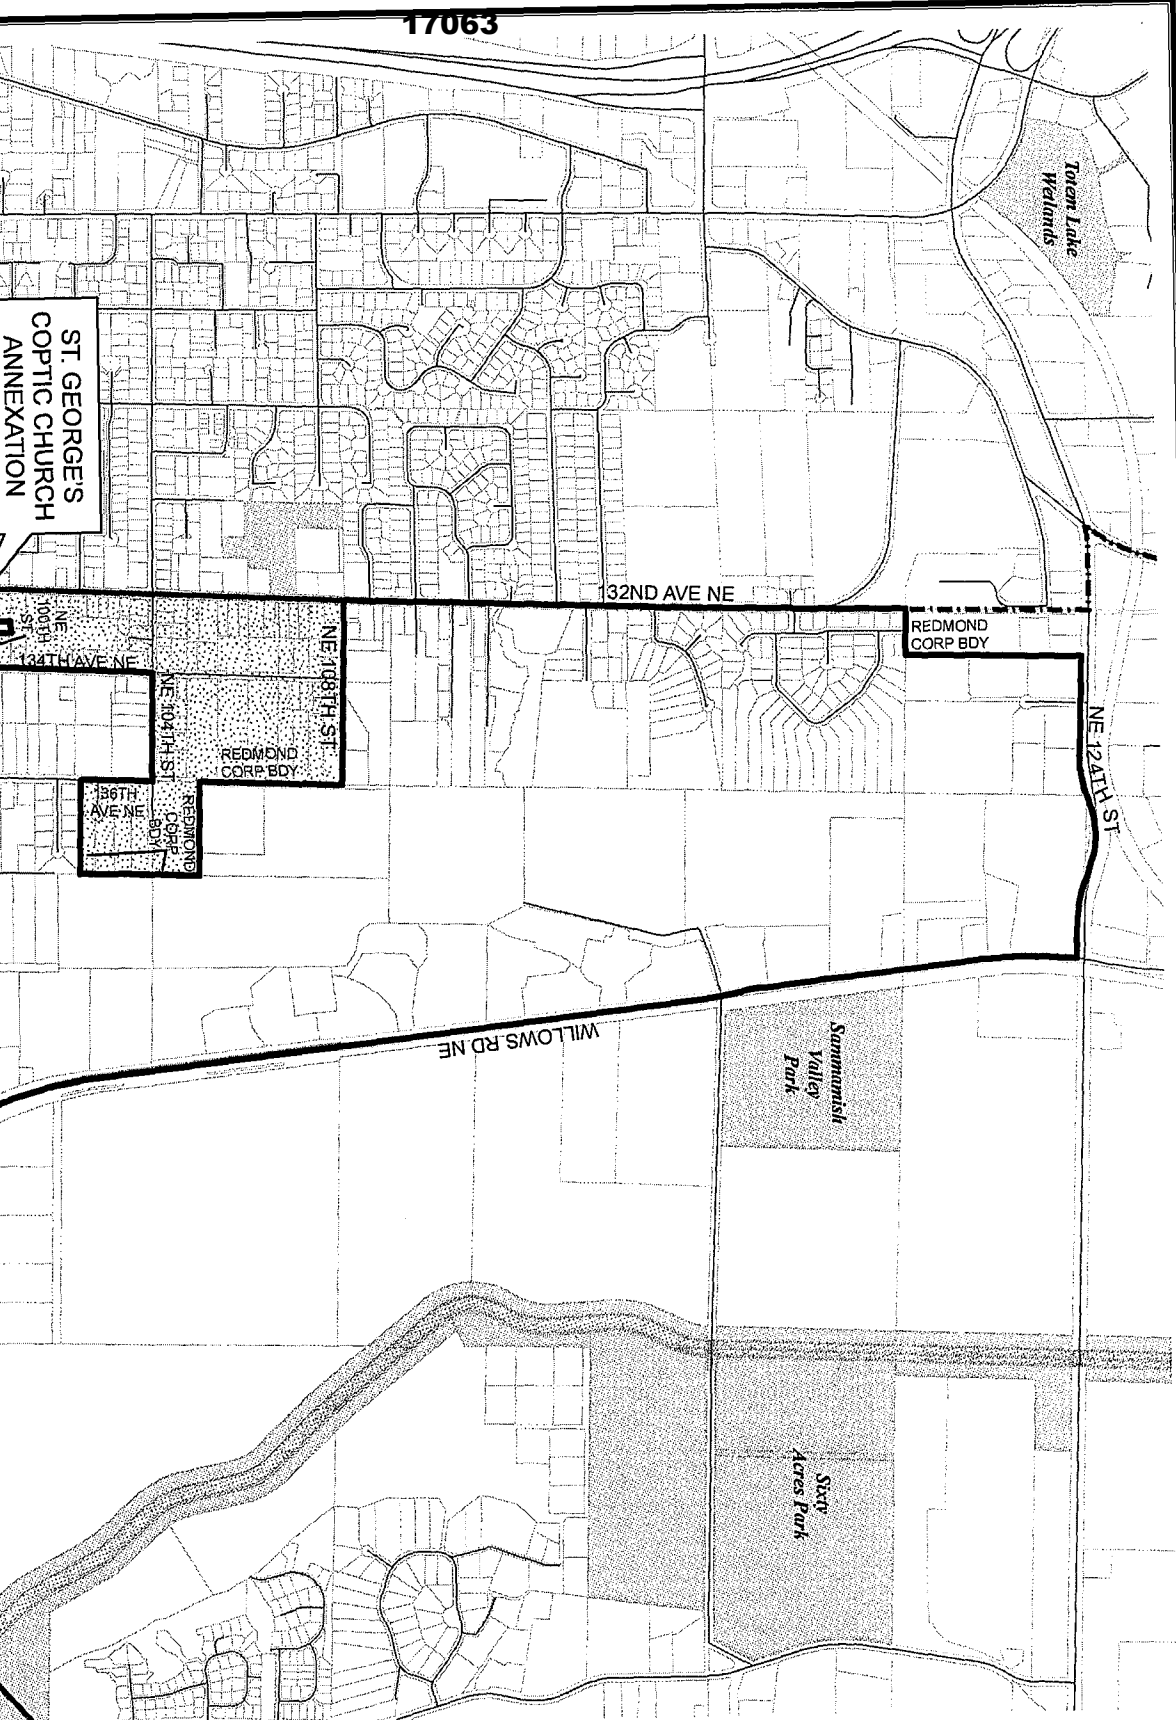 17063
Totem Lake
Wetlands
ST. GEORGE'S
COPTIC CHURCH
ANNEXATION
132ND AVE NE
REDMOND
CORP BDY
NE
100TH
ST
134TH AVE NE
NE 108TH ST
NE 104TH ST
REDMOND
CORP BDY
136TH
AVE NE
REDMOND
CORP
BDY
NE 124TH ST
WILLOWS RD NE
Sammamish
Valley
Park
Sixty
Acres Park